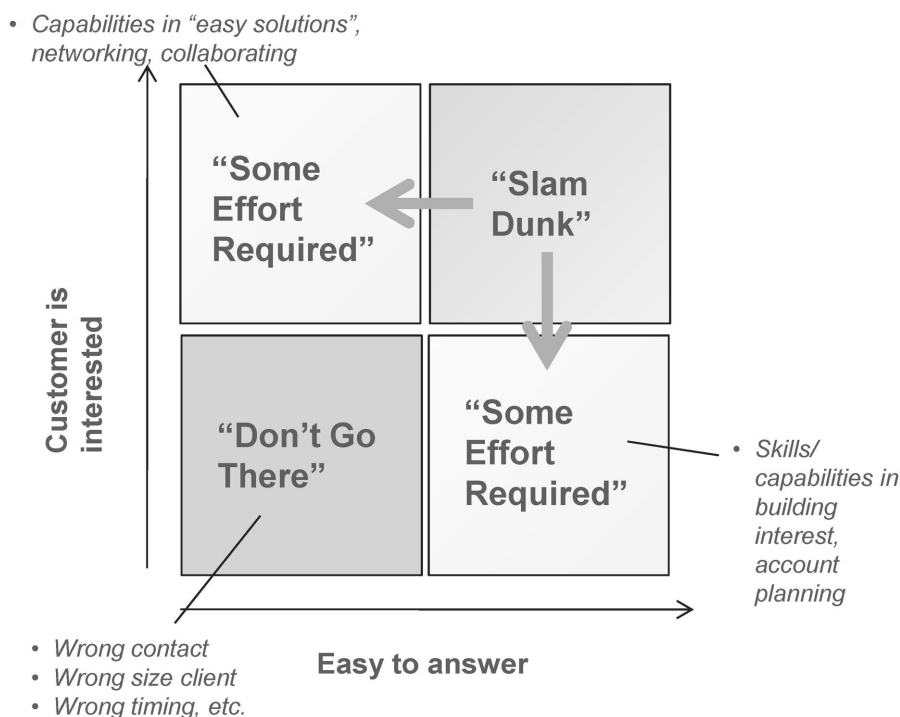 • Capabilities in “easy solutions”,
networking, collaborating
“Some
Effort
Required”
“Slam
Dunk”
Customer is
interested
“Don’t Go
There”
“Some
Effort
Required”
• Skills/
capabilities in
building
interest,
account
planning
• Wrong contact
• Wrong size client
• Wrong timing, etc.
Easy to answer